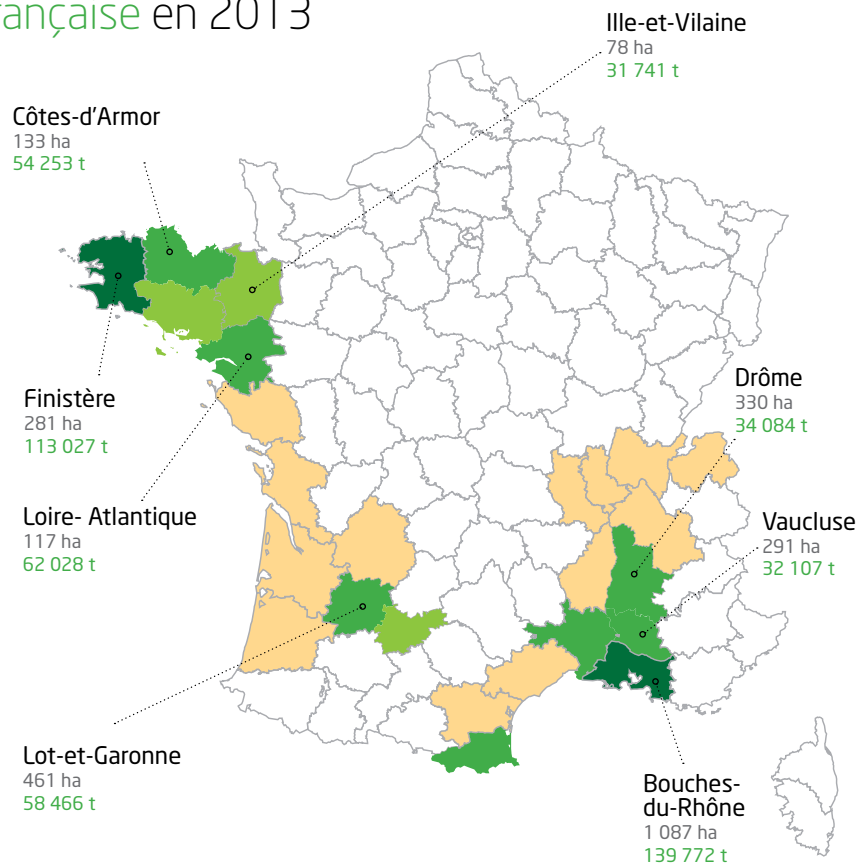 en 2013
Ille-et-Vilaine
78 ha
31 741 t
Côtes-d'Armor
133 ha
54 253 t
Finistère
281 ha
113 027 t
Drôme
330 ha
34 084 t
Loire- Atlantique
117 ha
62 028 t
Vaucluse
291 ha
32 107 t
Lot-et-Garonne
461 ha
58 466 t
Bouches-
du-Rhône
1 087 ha
139 772 t